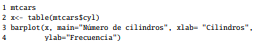 1 mtcars
2 x<- table(mtcars$cyl)
3 barplot(x, main="Número de cilindros", xlab= "Cilindros",
4 ylab="Frecuencia")